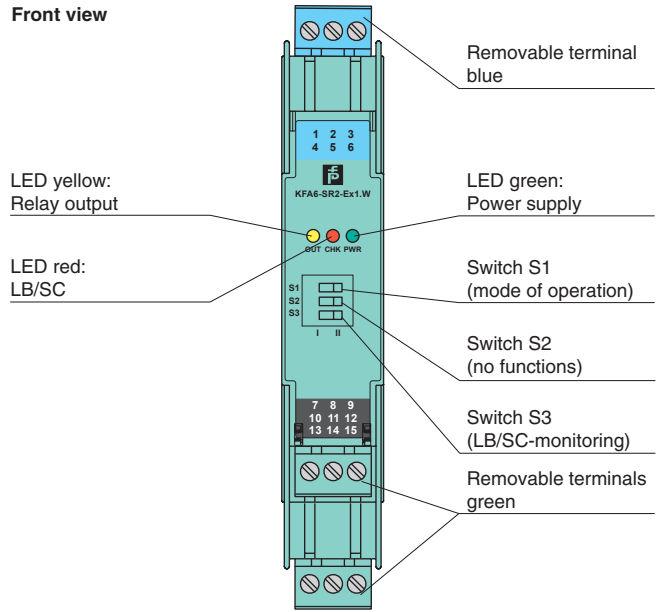 Front view
Removable terminal
blue
1 2 3
4 5 6
KFA6-SR2-Ex1.W
LED yellow:
Relay output
LED green:
Power supply
OUT CHK PWR
LED red:
LB/SC
Switch S1
(mode of operation)
S1
S2
S3
I II
Switch S2
(no functions)
Switch S3
(LB/SC-monitoring)
7 8 9
10 11 12
13 14 15
Removable terminals
green